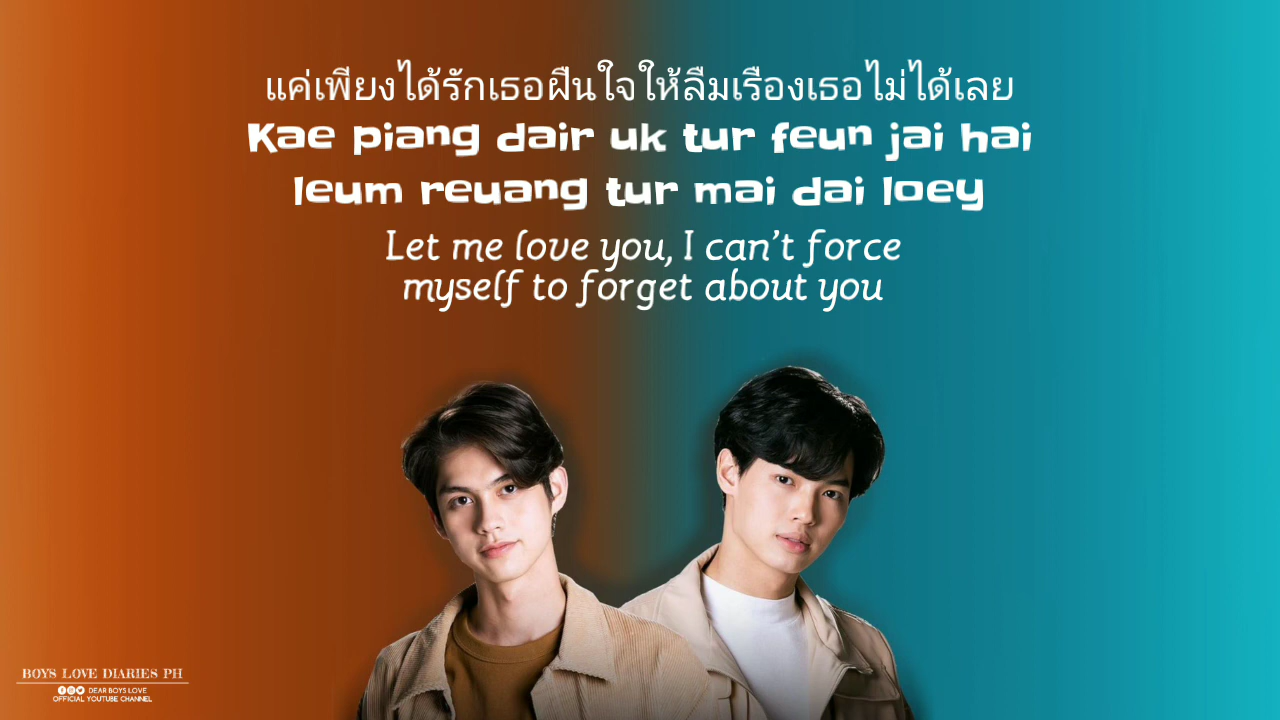 แค่เพียงได้รักเธอฝืนใจให้ลืมเรื่องเธอไม่ได้เลย
Kae piang dair uk tur feun jai hai
leum reuang tur mai dai loey
Let me love you, I can't force
myself to forget about you
BOYS LOVE DIARIES PH
DEAR BOYS LOVE
OFFICIAL YOUTUBE CHANNEL